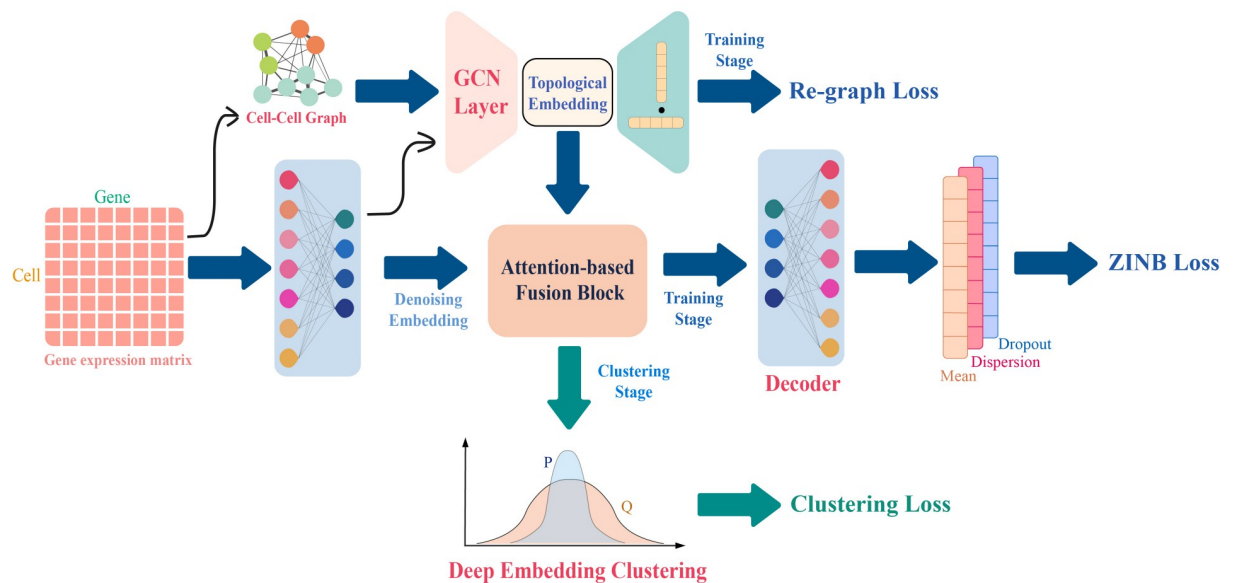 Cell-Cell Graph
GCN
Layer
Topological
Embedding
Training
Stage
Re-graph Loss
Gene
Cell
Gene expression matrix
Denoising
Embedding
Attention-based
Fusion Block
Training
Stage
Decoder
Mean
Dispersion
Dropout
ZINB Loss
Clustering
Stage
P
Q
Deep Embedding Clustering
Clustering Loss